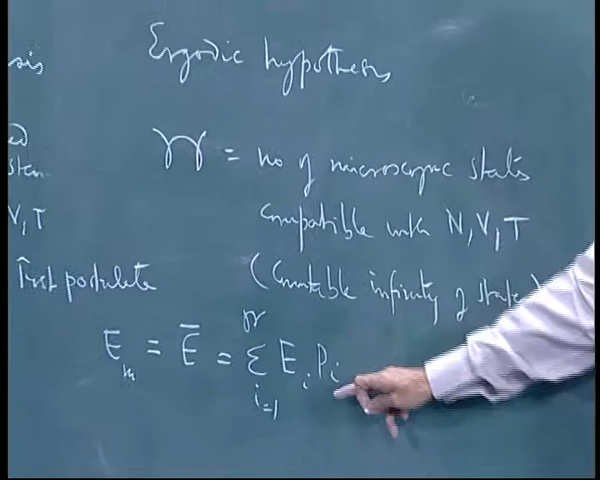 Ergodic hypothesis
sis
𝒩 = no of microscopic states
V, T
compatible with N, V, T
First postulate
(Countable infinity of states)
E_m = Ē = Σ_{i=1}^{𝒩} E_i P_i